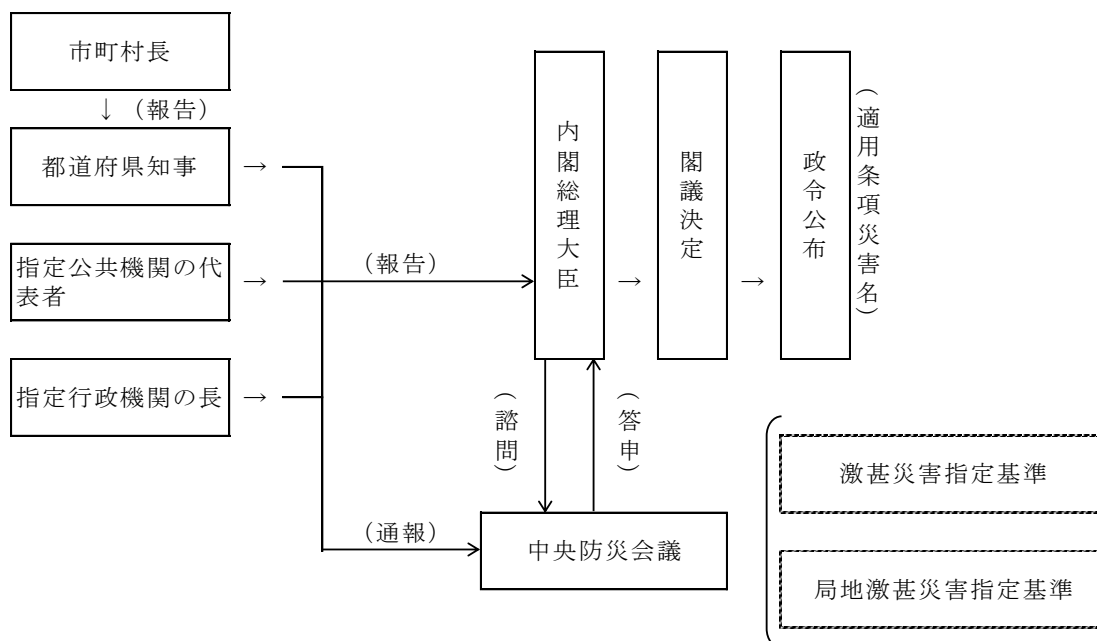 市町村長
↓（報告）
都道府県知事 →
指定公共機関の代
表者 →
指定行政機関の長 →
（報告）
（通報）
内閣総理大臣
→
閣議決定
→
政令公布
（適用条項災害名）
（諮問）
（答申）
中央防災会議
激甚災害指定基準
局地激甚災害指定基準